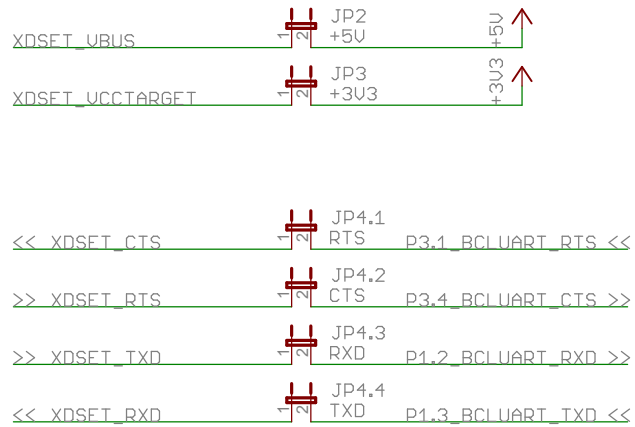 JP2
+5V
XDSET_VBUS
1 2
+5V
JP3
+3V3
XDSET_VCCTARGET
1 2
+3V3
JP4.1
RTS
<< XDSET_CTS
1 2
P3.1_BCLUART_RTS <<
JP4.2
CTS
>> XDSET_RTS
1 2
P3.4_BCLUART_CTS >>
JP4.3
RXD
>> XDSET_TXD
1 2
P1.2_BCLUART_RXD >>
JP4.4
TXD
<< XDSET_RXD
1 2
P1.3_BCLUART_TXD <<